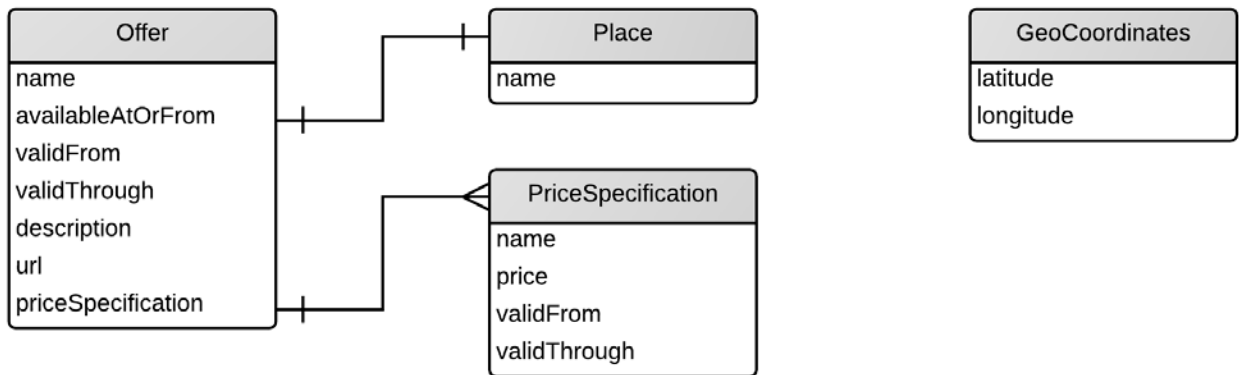 Offer
name
availableAtOrFrom
validFrom
validThrough
description
url
priceSpecification
Place
name
PriceSpecification
name
price
validFrom
validThrough
GeoCoordinates
latitude
longitude